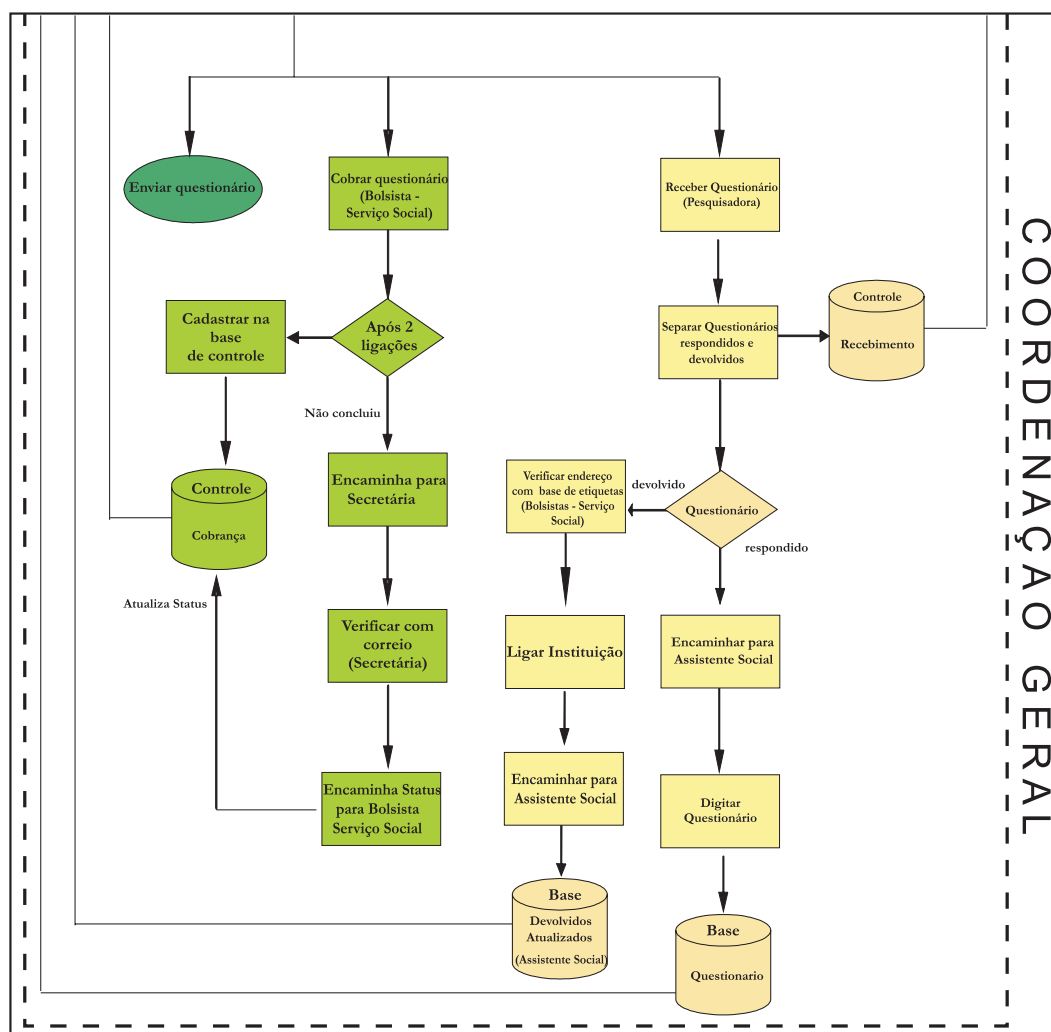 Enviar questionário
Cobrar questionário
(Bolsista -
Serviço Social)
Receber Questionário
(Pesquisadora)
Cadastrar na
base
de controle
Após 2
ligações
Separar Questionários
respondidos e
devolvidos
Controle
Recebimento
Não concluiu
Controle
Cobrança
Encaminha para
Secretária
Verificar endereço
com base de etiquetas
(Bolsistas - Serviço
Social)
devolvido
Questionário
respondido
Atualiza Status
Verificar com
correio
(Secretária)
Ligar Instituição
Encaminhar para
Assistente Social
Encaminha Status
para Bolsista
Serviço Social
Encaminhar para
Assistente Social
Digitar
Questionário
Base
Devolvidos
Atualizados
(Assistente Social)
Base
Questionario
COORDENAÇAO GERAL